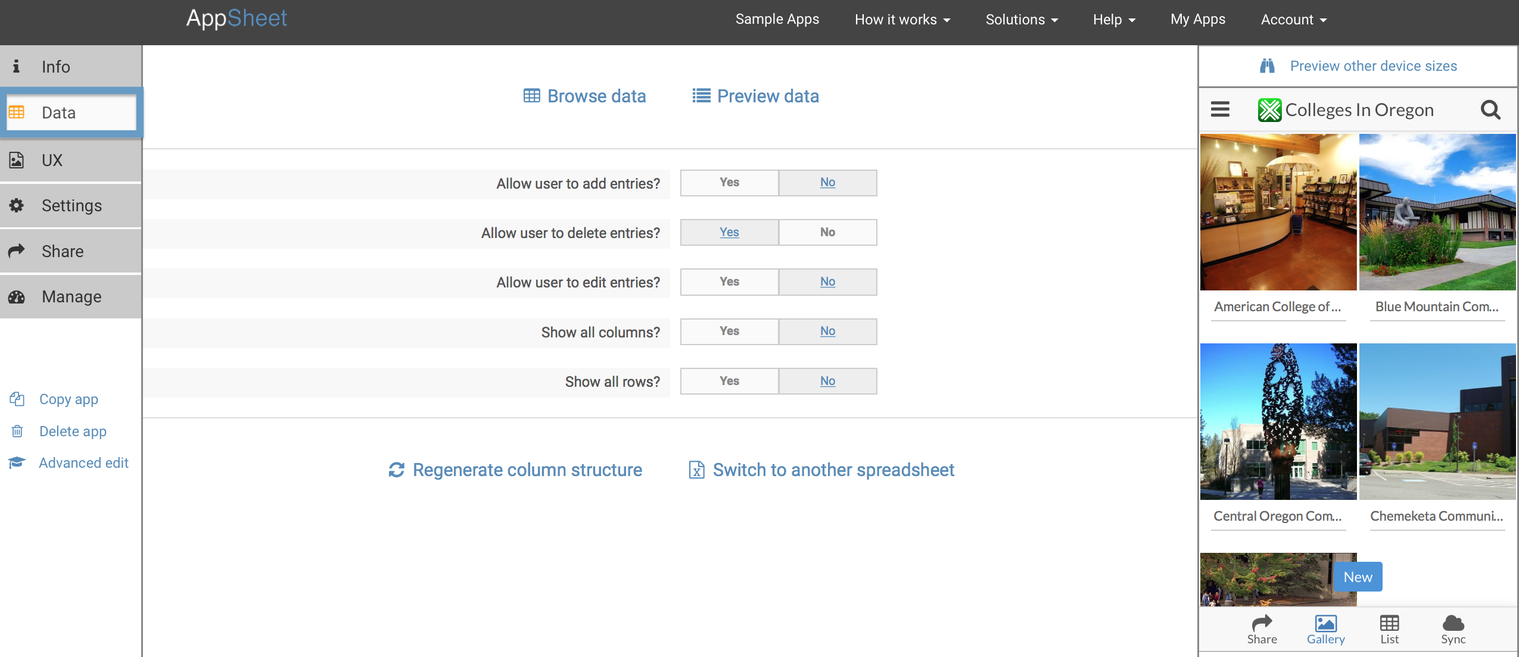 AppSheet
Sample Apps How it works Solutions Help My Apps Account
Info
Data
UX
Settings
Share
Manage
Copy app
Delete app
Advanced edit
Browse data Preview data
Allow user to add entries? Yes No
Allow user to delete entries? Yes No
Allow user to edit entries? Yes No
Show all columns? Yes No
Show all rows? Yes No
Regenerate column structure Switch to another spreadsheet
Preview other device sizes
Colleges In Oregon
American College of... Blue Mountain Com...
Central Oregon Com... Chemeketa Communi...
New
Share Gallery List Sync